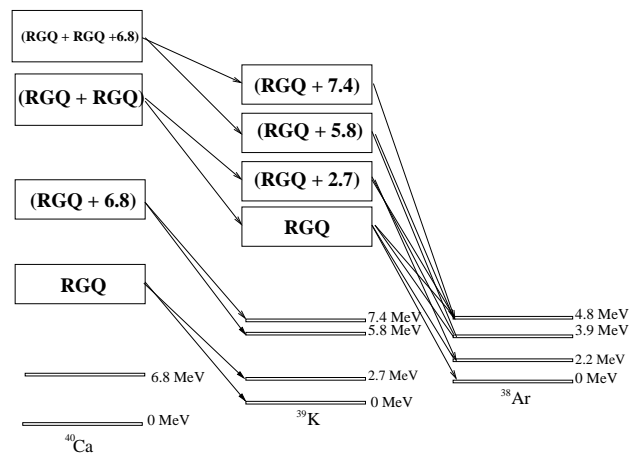 (RGQ + RGQ +6.8)
(RGQ + RGQ)
(RGQ + 6.8)
RGQ
6.8 MeV
0 MeV
40Ca
(RGQ + 7.4)
(RGQ + 5.8)
(RGQ + 2.7)
RGQ
7.4 MeV
5.8 MeV
2.7 MeV
0 MeV
39K
4.8 MeV
3.9 MeV
2.2 MeV
0 MeV
38Ar